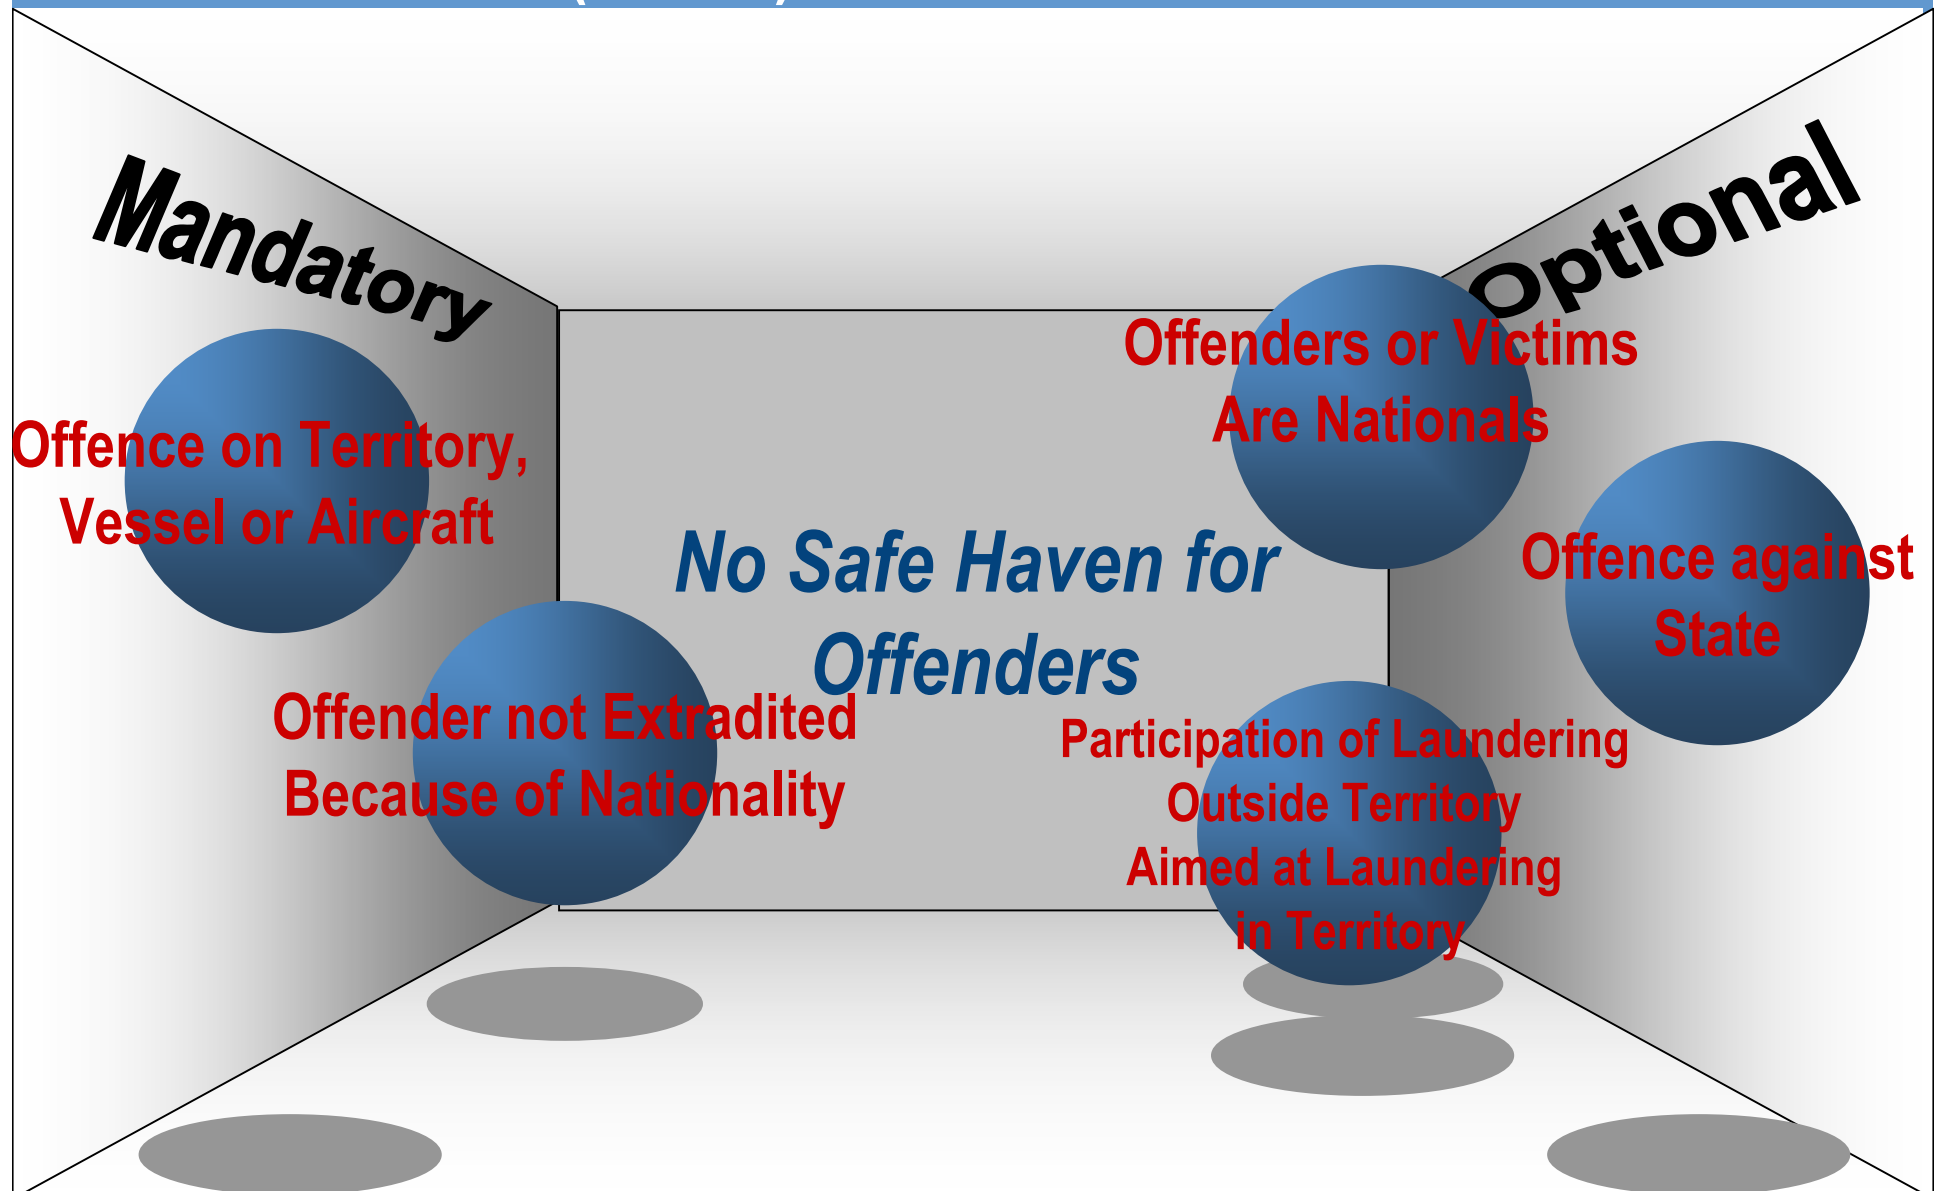 Mandatory
Optional
Offence on Territory,
Vessel or Aircraft
Offender not Extradited
Because of Nationality
No Safe Haven for
Offenders
Offenders or Victims
Are Nationals
Offence against
State
Participation of Laundering
Outside Territory
Aimed at Laundering
in Territory